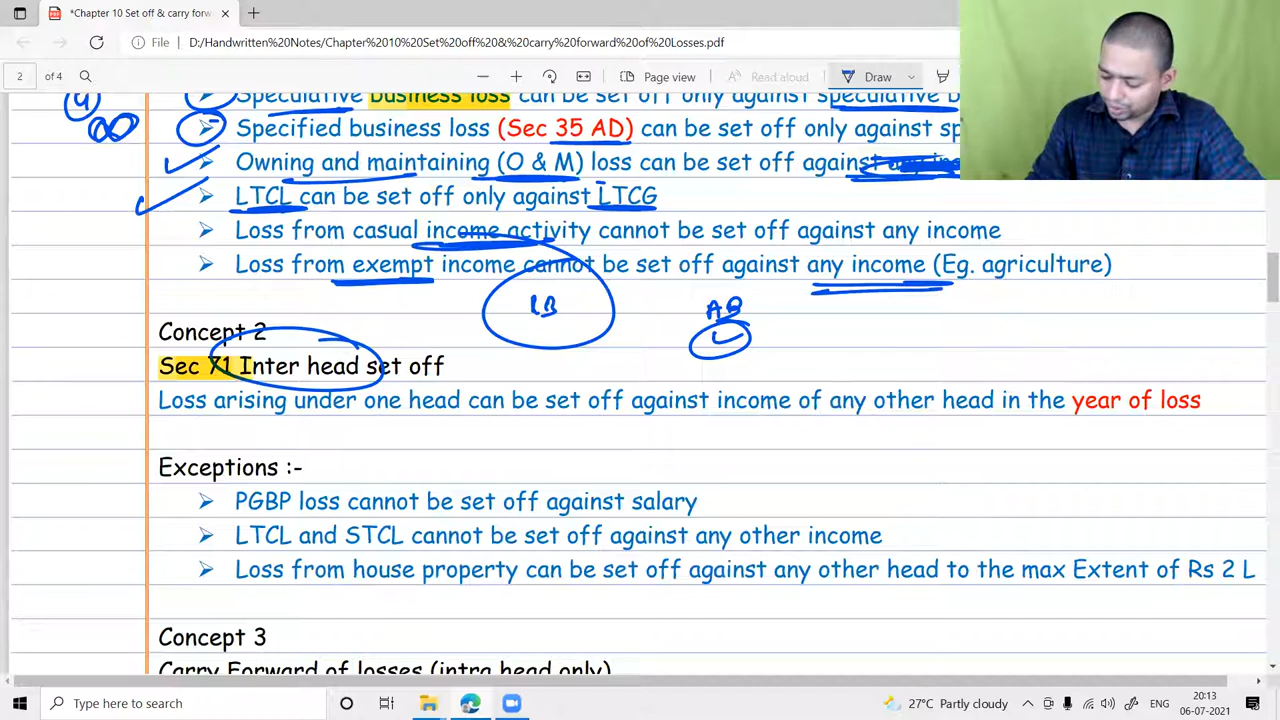 *Chapter 10 Set off & carry forw
File D:/Handwritten%20Notes/Chapter%2010%20Set%20off%20&%20carry%20forward%20of%20Losses.pdf
2 of 4 Page view Read aloud Draw
Speculative business loss can be set off only against speculative b
Specified business loss (Sec 35 AD) can be set off only against sp
Owning and maintaining (O & M) loss can be set off against
LTCL can be set off only against LTCG
Loss from casual income activity cannot be set off against any income
Loss from exempt income cannot be set off against any income (Eg. agriculture)
Concept 2
Sec 71 Inter head set off
Loss arising under one head can be set off against income of any other head in the year of loss
Exceptions :-
PGBP loss cannot be set off against salary
LTCL and STCL cannot be set off against any other income
Loss from house property can be set off against any other head to the max Extent of Rs 2 L
Concept 3
Carry Forward of losses (intra head only)
Type here to search
27°C Partly cloudy ENG 20:13
06-07-2021